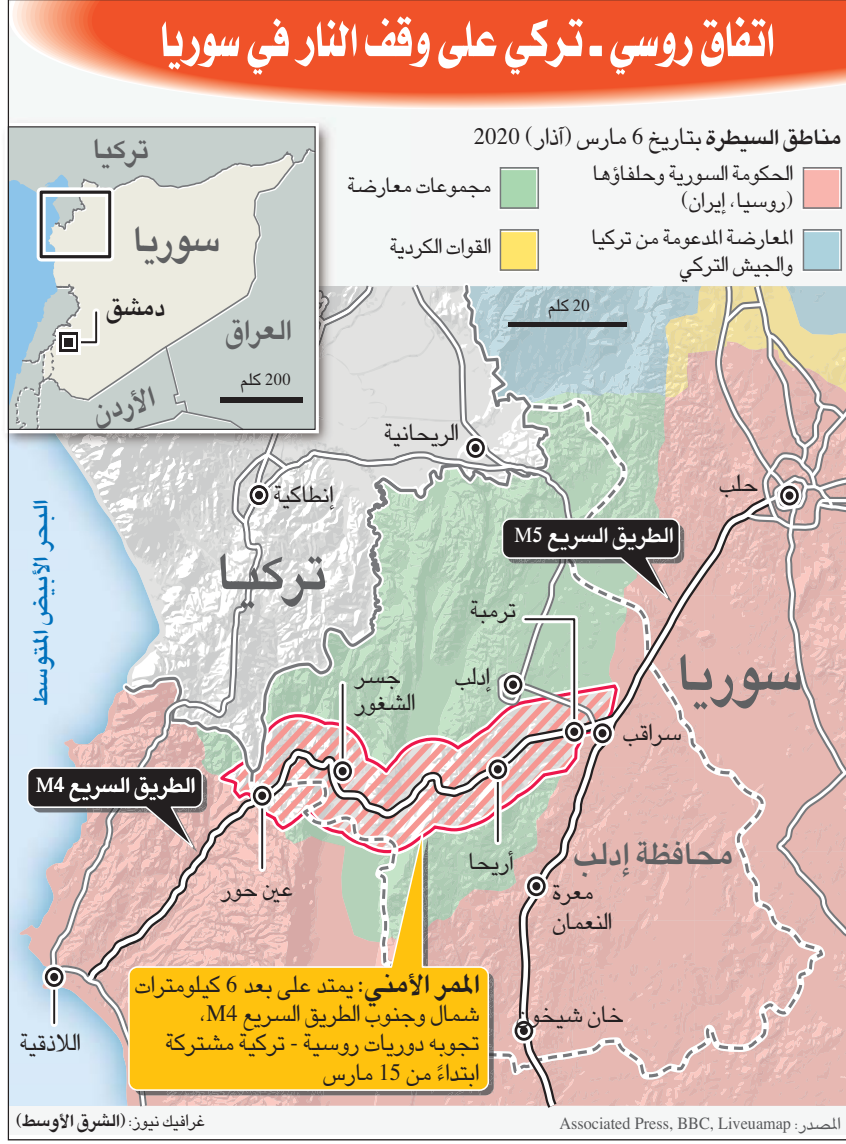 اتفاق روسي ـ تركي على وقف النار في سوريا
مناطق السيطرة بتاريخ 6 مارس (آذار) 2020
الحكومة السورية وحلفاؤها
(روسيا، إيران)
مجموعات معارضة
المعارضة المدعومة من تركيا
والجيش التركي
القوات الكردية
تركيا
سوريا
دمشق
العراق
الأردن
200 كلم
20 كلم
الريحانية
إنطاكية
حلب
البحر الأبيض المتوسط
الطريق السريع M5
تركيا
ترمبة
سوريا
إدلب
جسر
الشغور
سراقب
الطريق السريع M4
محافظة إدلب
أريحا
عين حور
معرة
النعمان
الممر الأمني: يمتد على بعد 6 كيلومترات
شمال وجنوب الطريق السريع M4،
تجوبه دوريات روسية - تركية مشتركة
ابتداءً من 15 مارس
خان شيخون
اللاذقية
المصدر: Associated Press, BBC, Liveuamap
غرافيك نيوز: (الشرق الأوسط)